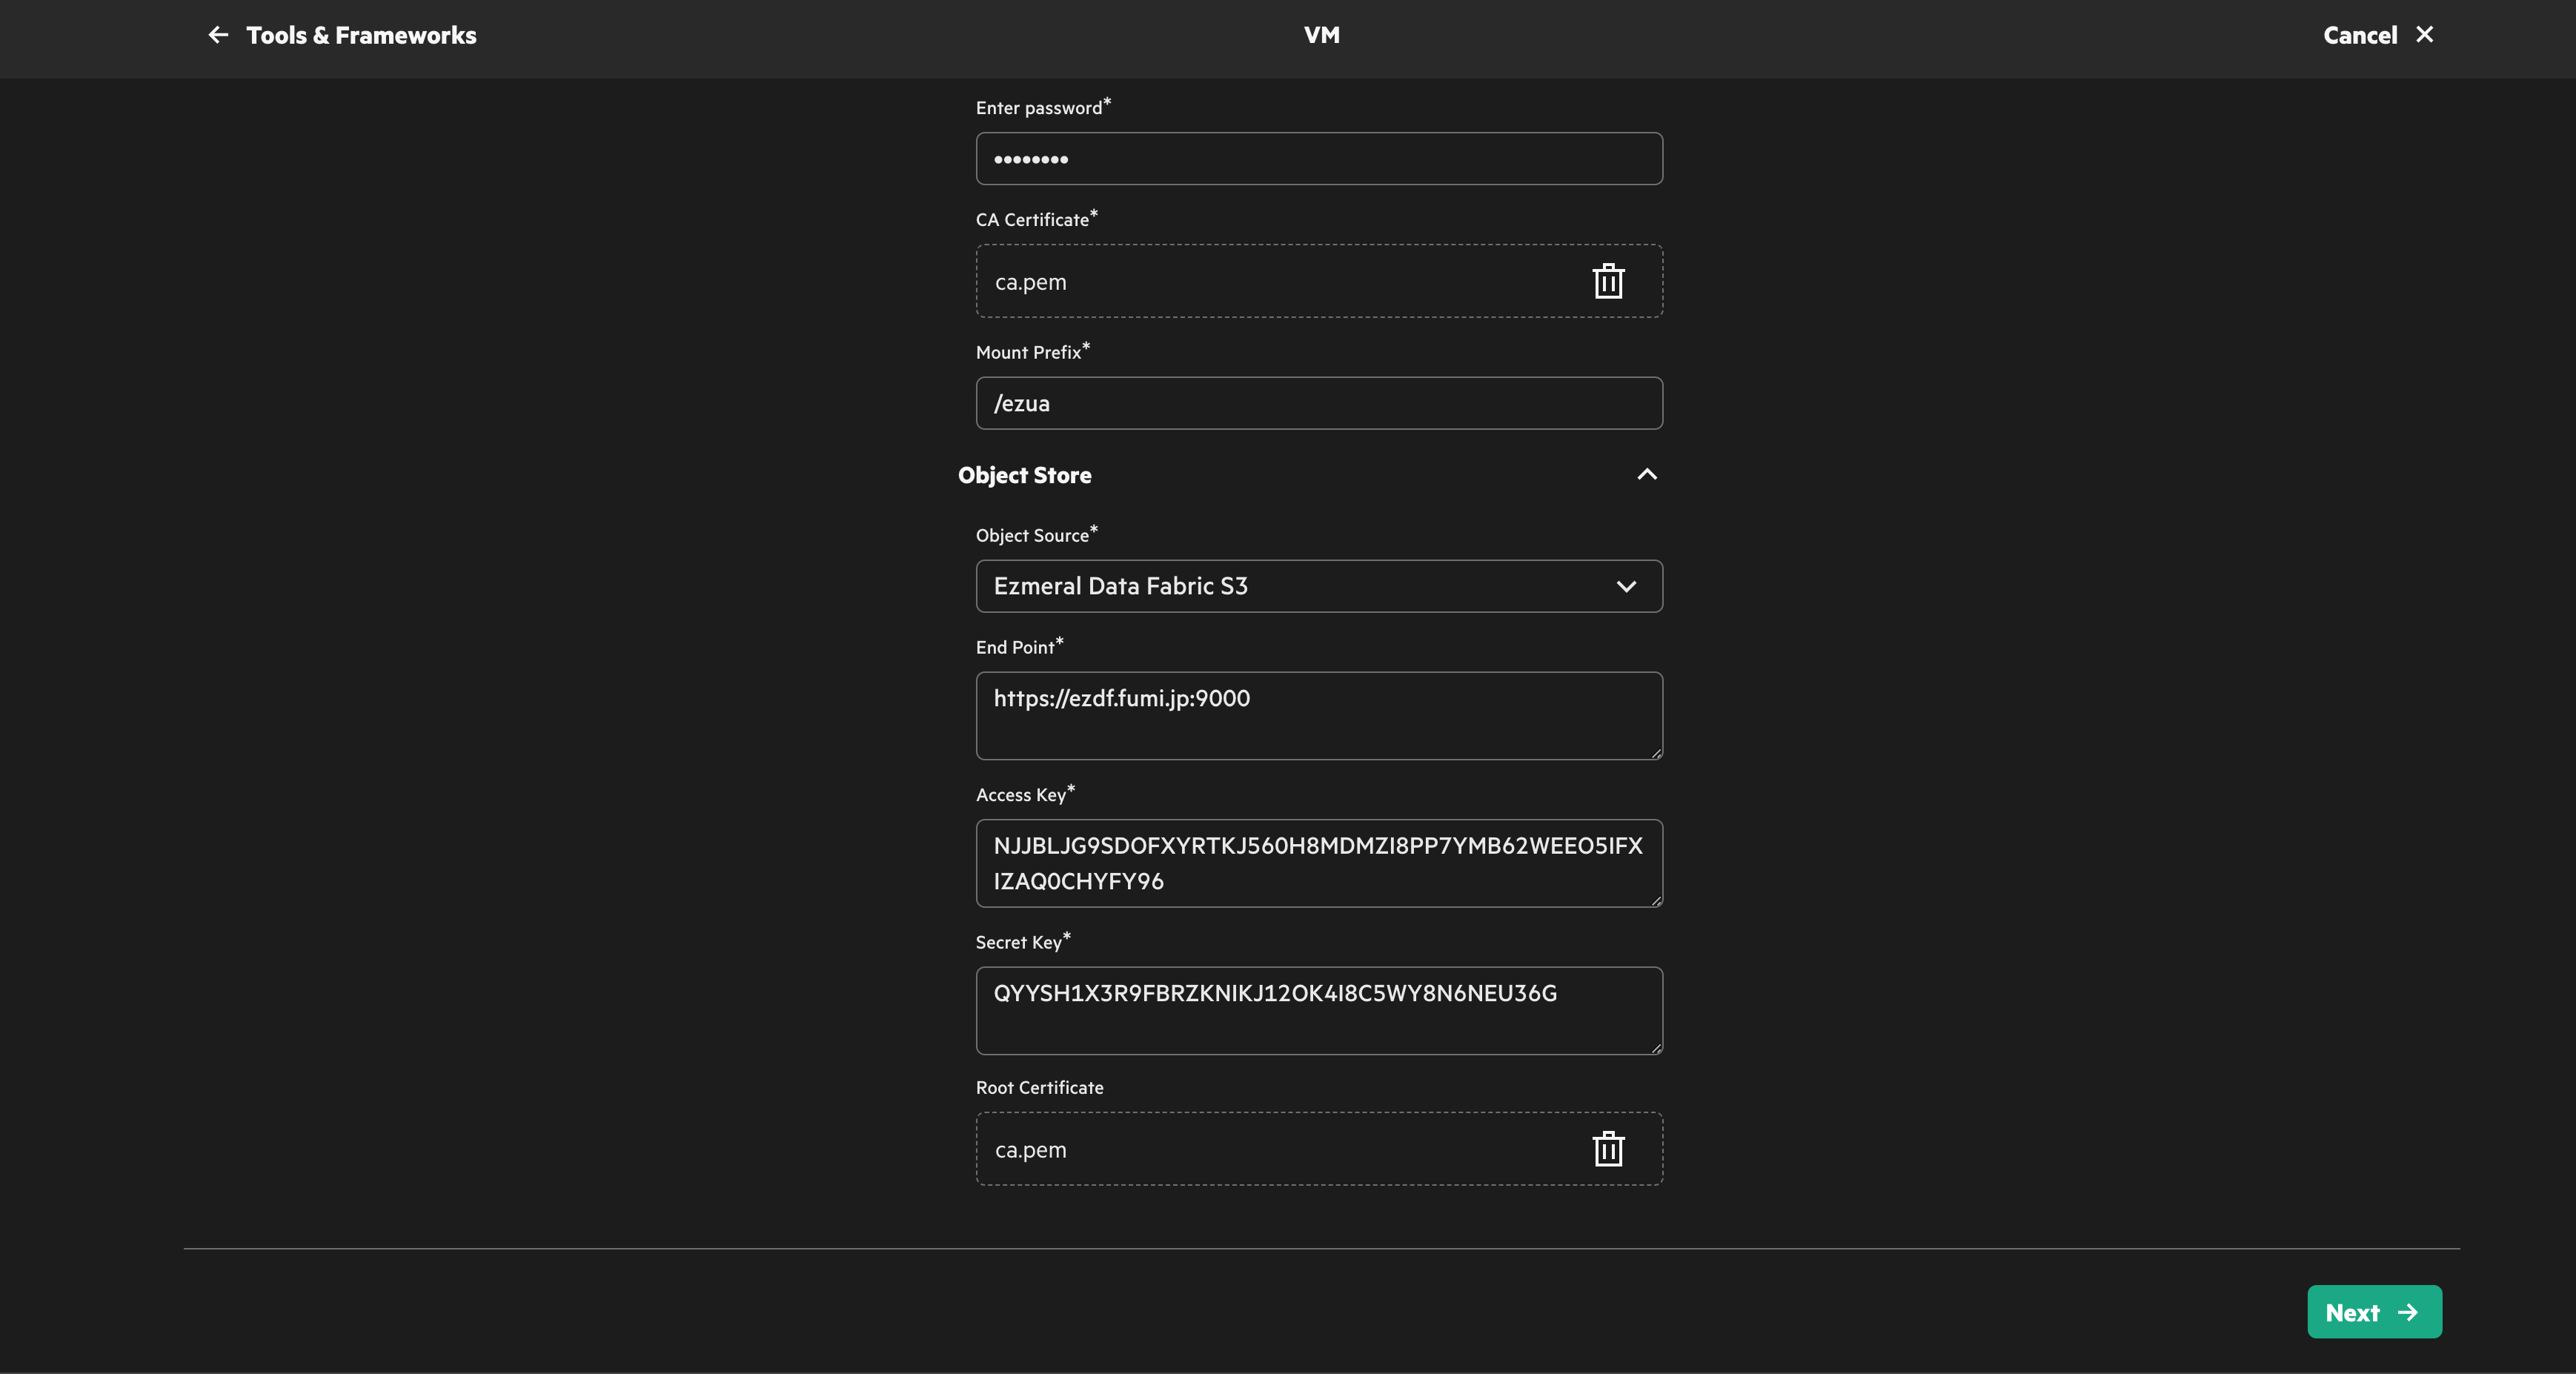 Tools & Frameworks
VM
Cancel
Enter password*
••••••••
CA Certificate*
ca.pem
Mount Prefix*
/ezua
Object Store
Object Source*
Ezmeral Data Fabric S3
End Point*
https://ezdf.fumi.jp:9000
Access Key*
NJJBLJG9SDOFXYRTKJ560H8MDMZI8PP7YMB62WEEO5IFX
IZAQ0CHYFY96
Secret Key*
QYYSH1X3R9FBRZKNIKJ12OK4I8C5WY8N6NEU36G
Root Certificate
ca.pem
Next